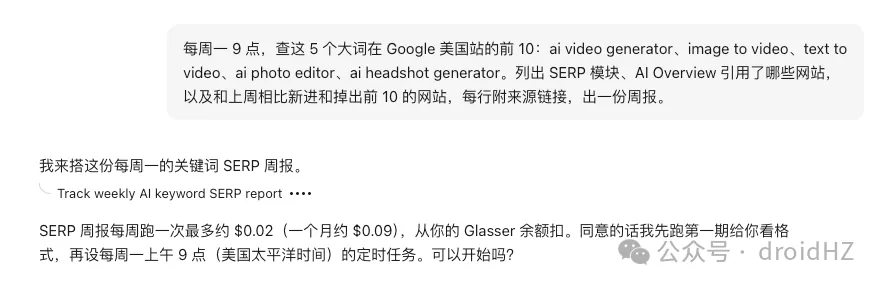 每周一 9 点，查这 5 个大词在 Google 美国站的前 10：ai video generator、image to video、text to
video、ai photo editor、ai headshot generator。列出 SERP 模块、AI Overview 引用了哪些网站，
以及和上周相比新进和掉出前 10 的网站，每行附来源链接，出一份周报。
我来搭这份每周一的关键词 SERP 周报。
Track weekly AI keyword SERP report ••••
SERP 周报每周跑一次最多约 $0.02（一个月约 $0.09），从你的 Glasser 余额扣。同意的话我先跑第一期给你看格
式，再设每周一上午 9 点（美国太平洋时间）的定时任务。可以开始吗？
公众号 · droidHZ